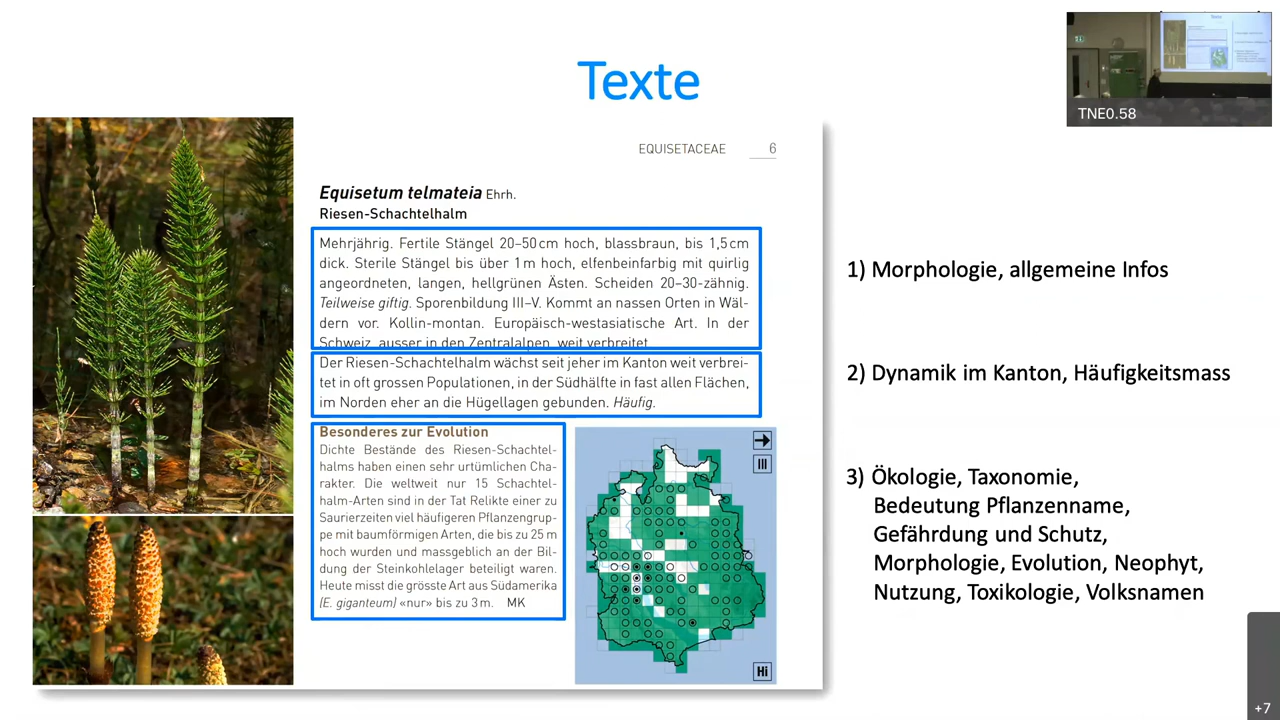 Texte
TNE0.58
EQUISETACEAE 6
Equisetum telmateia Ehrh.
Riesen-Schachtelhalm
Mehrjährig. Fertile Stängel 20–50 cm hoch, blassbraun, bis 1,5 cm
dick. Sterile Stängel bis über 1 m hoch, elfenbeinfarbig mit quirlig
angeordneten, langen, hellgrünen Ästen. Scheiden 20–30-zähnig.
Teilweise giftig. Sporenbildung III–V. Kommt an nassen Orten in Wäl-
dern vor. Kollin-montan. Europäisch-westasiatische Art. In der
Schweiz, ausser in den Zentralalpen, weit verbreitet.
Der Riesen-Schachtelhalm wächst seit jeher im Kanton weit verbrei-
tet in oft grossen Populationen, in der Südhälfte in fast allen Flächen,
im Norden eher an die Hügellagen gebunden. Häufig.
Besonderes zur Evolution
Dichte Bestände des Riesen-Schachtel-
halms haben einen sehr urtümlichen Cha-
rakter. Die weltweit nur 15 Schachtel-
halm-Arten sind in der Tat Relikte einer zu
Saurierzeiten viel häufigeren Pflanzengrup-
pe mit baumförmigen Arten, die bis zu 25 m
hoch wurden und massgeblich an der Bil-
dung der Steinkohlelager beteiligt waren.
Heute misst die grösste Art aus Südamerika
(E. giganteum) «nur» bis zu 3 m. MK
III
Hi
1) Morphologie, allgemeine Infos
2) Dynamik im Kanton, Häufigkeitsmass
3) Ökologie, Taxonomie,
Bedeutung Pflanzenname,
Gefährdung und Schutz,
Morphologie, Evolution, Neophyt,
Nutzung, Toxikologie, Volksnamen
+7